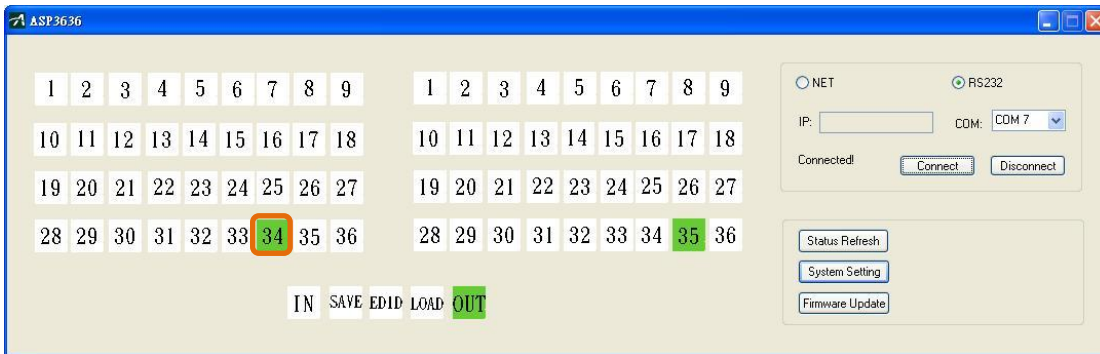 ASP3636
1 2 3 4 5 6 7 8 9
10 11 12 13 14 15 16 17 18
19 20 21 22 23 24 25 26 27
28 29 30 31 32 33 34 35 36
1 2 3 4 5 6 7 8 9
10 11 12 13 14 15 16 17 18
19 20 21 22 23 24 25 26 27
28 29 30 31 32 33 34 35 36
IN SAVE EDID LOAD OUT
NET RS232
IP: COM: COM 7
Connected! Connect Disconnect
Status Refresh
System Setting
Firmware Update